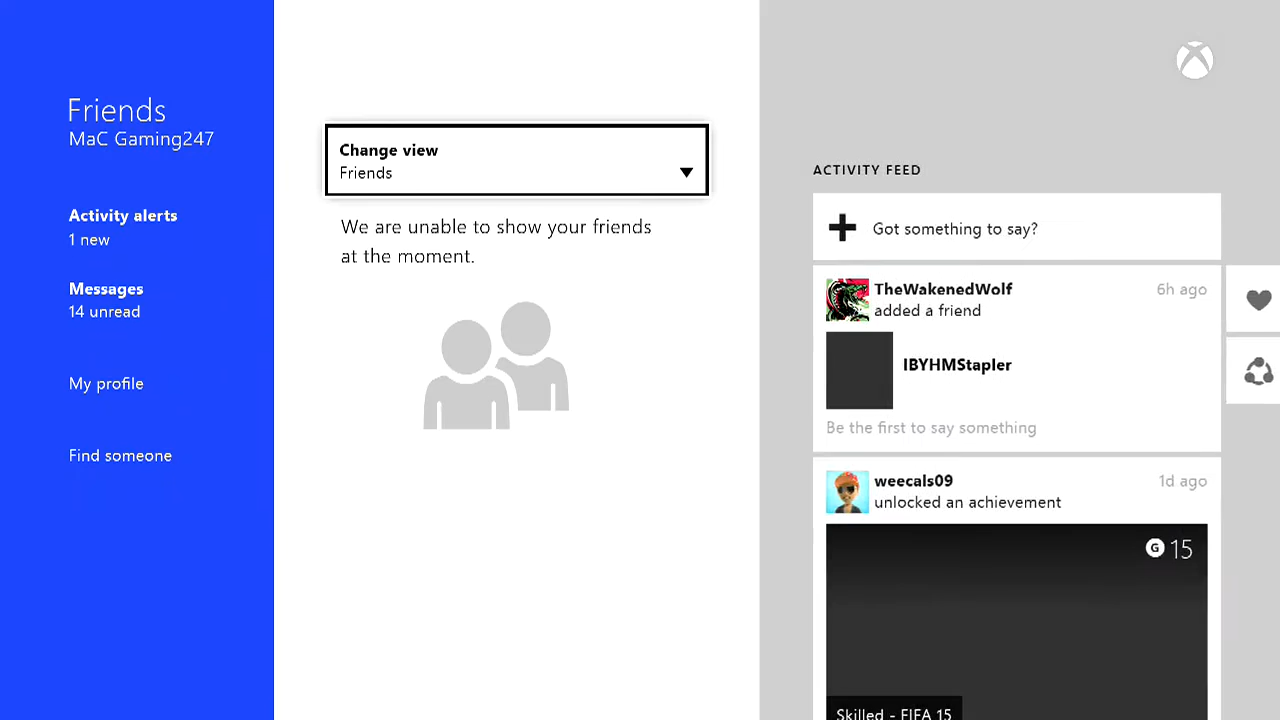 Friends
MaC Gaming247
Activity alerts
1 new
Messages
14 unread
My profile
Find someone
Change view
Friends
We are unable to show your friends
at the moment.
ACTIVITY FEED
Got something to say?
TheWakenedWolf
6h ago
added a friend
IBYHMStapler
Be the first to say something
weecals09
1d ago
unlocked an achievement
G 15
Skilled - FIFA 15